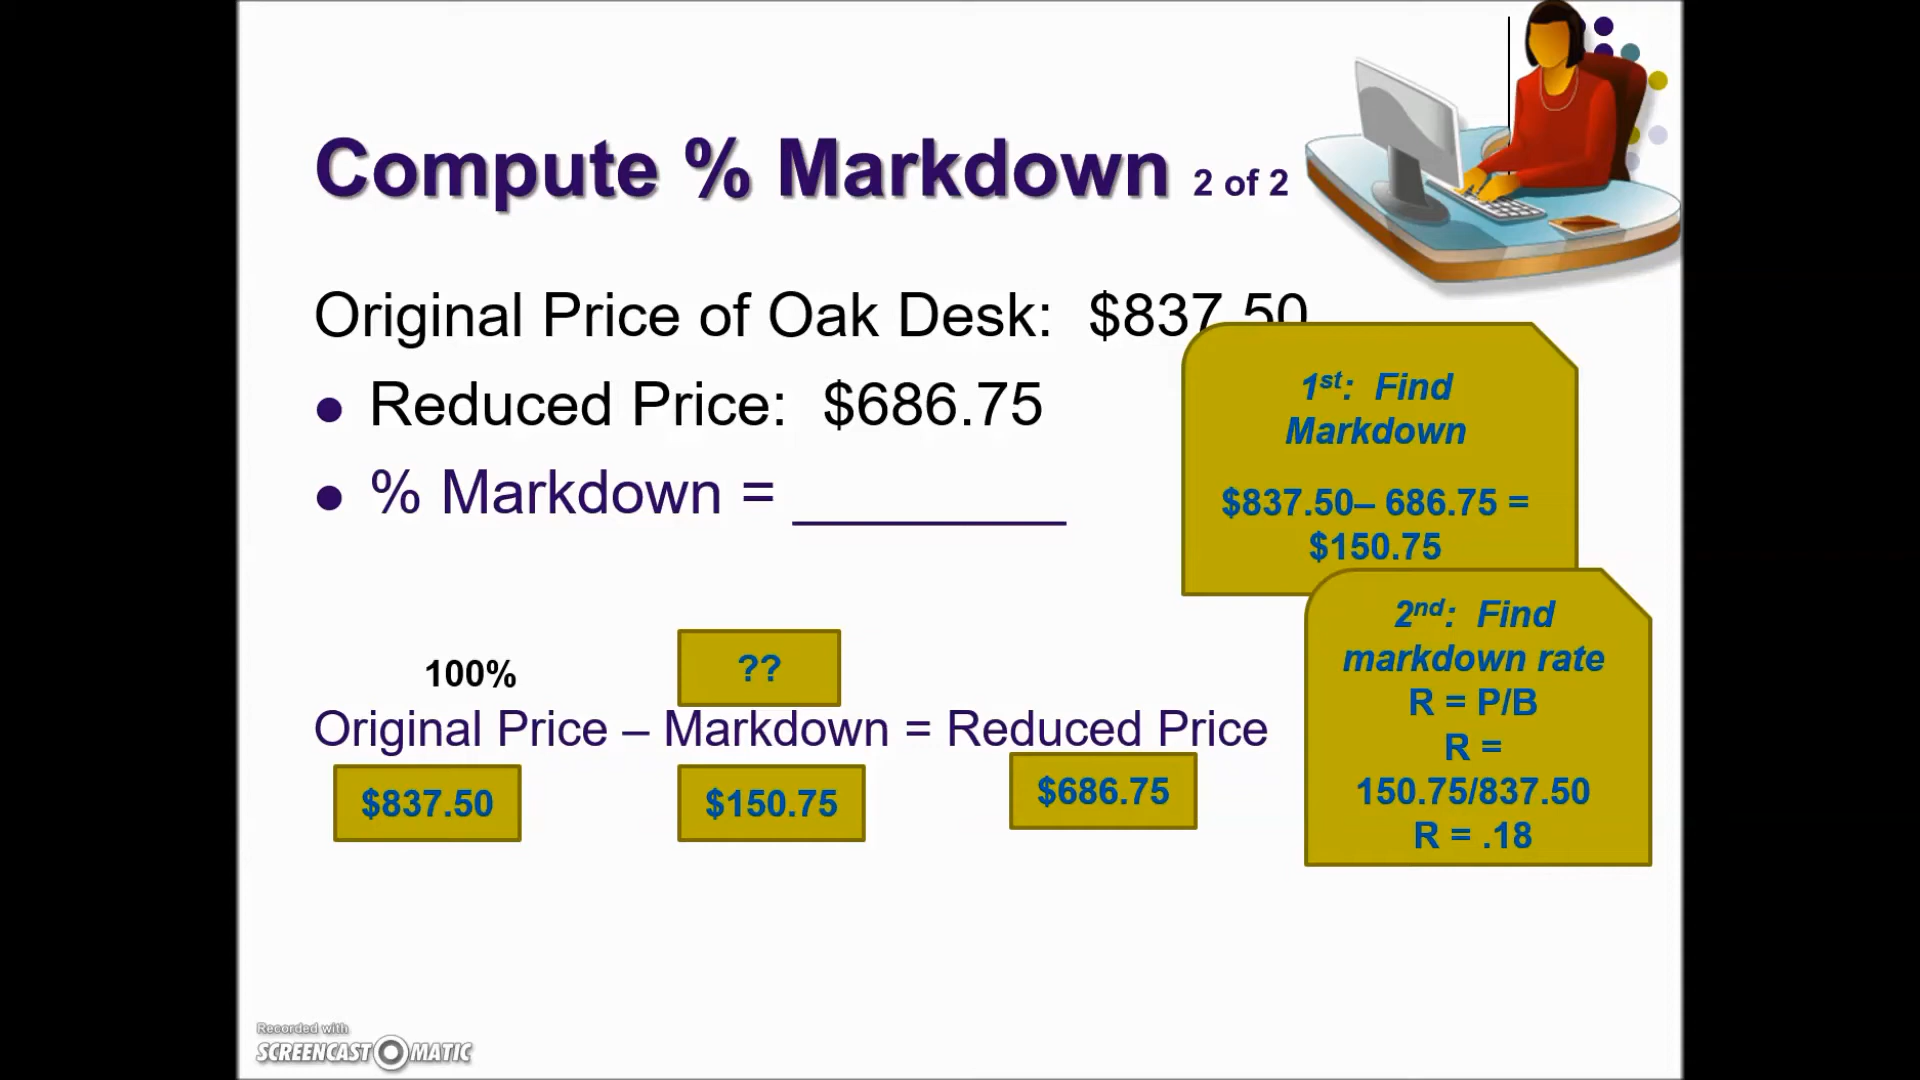 Compute % Markdown 2 of 2
Original Price of Oak Desk: $837.50
Reduced Price: $686.75
% Markdown = ________
1st: Find
Markdown
$837.50– 686.75 =
$150.75
2nd: Find
markdown rate
R = P/B
R =
150.75/837.50
R = .18
100%
??
Original Price – Markdown = Reduced Price
$837.50
$150.75
$686.75
Recorded with
SCREENCAST-O-MATIC